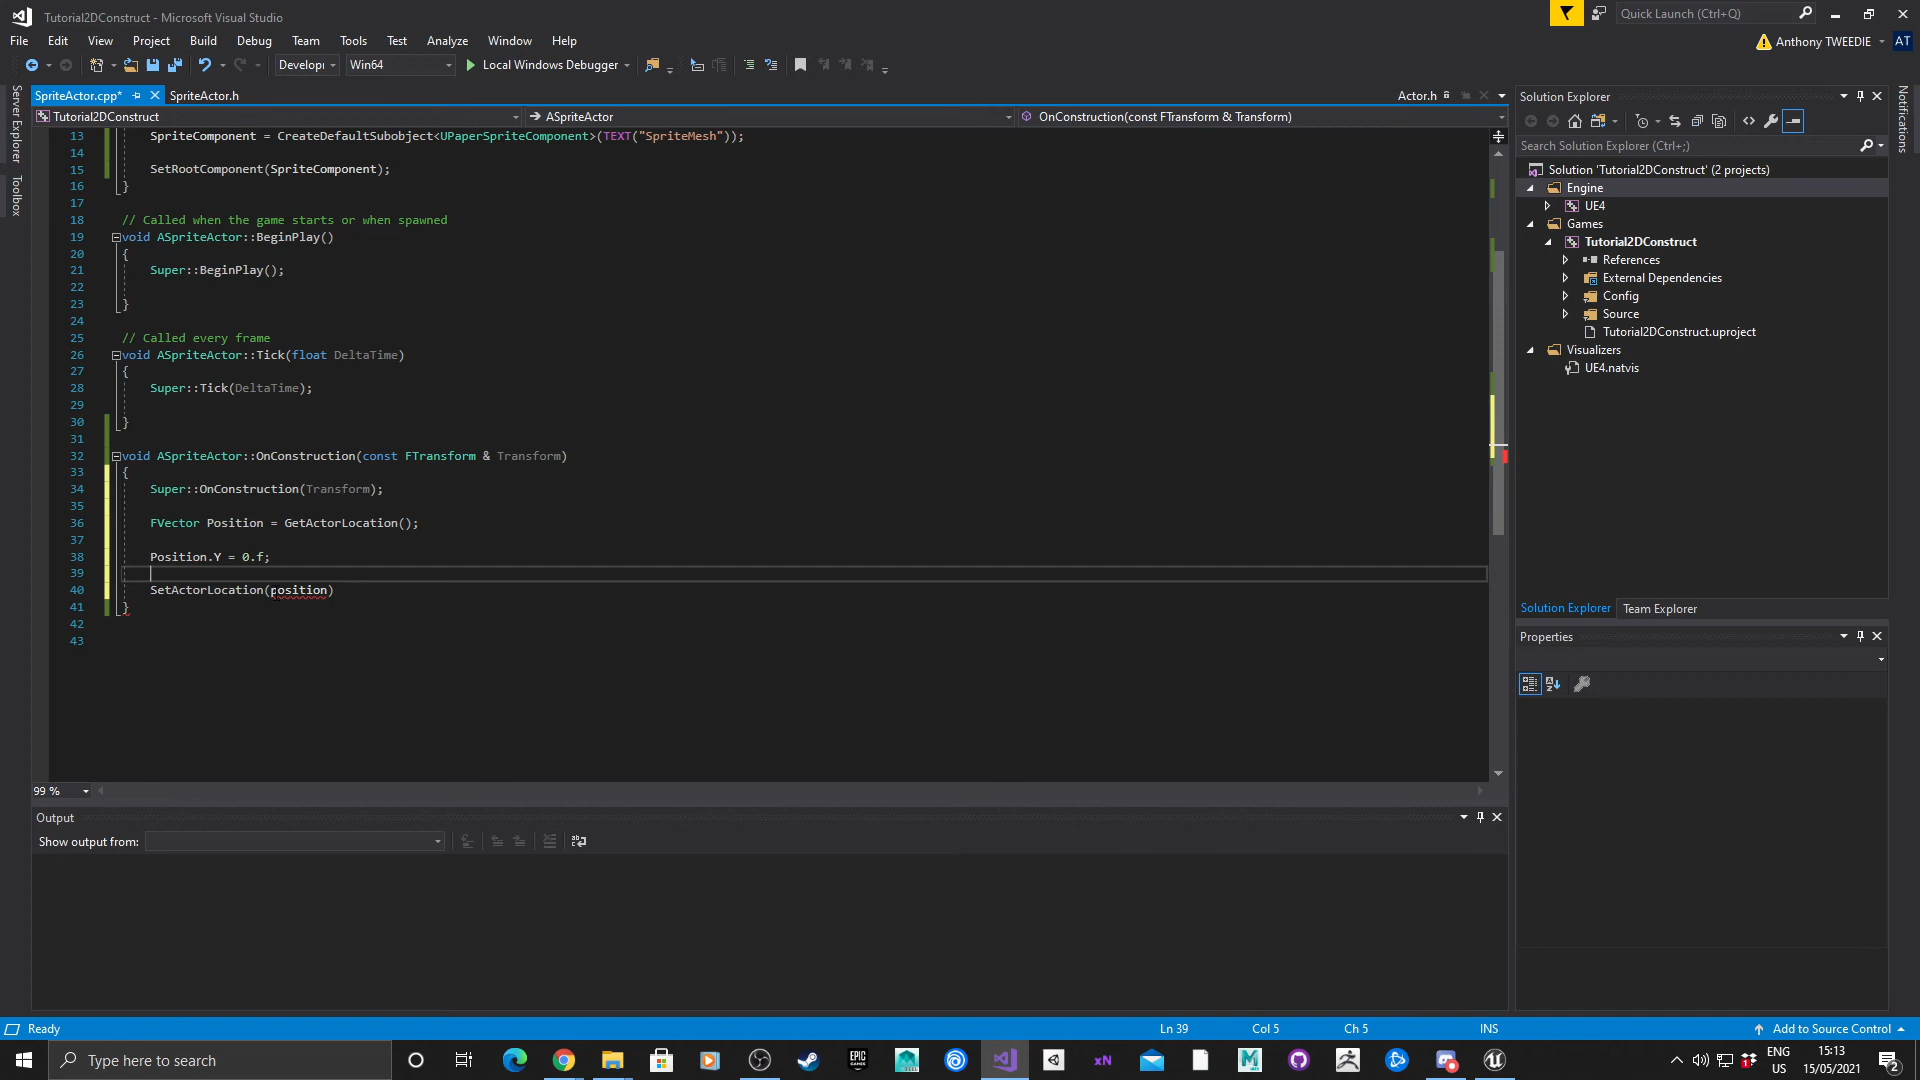 Tutorial2DConstruct - Microsoft Visual Studio
Quick Launch (Ctrl+Q)
File Edit View Project Build Debug Team Tools Test Analyze Window Help
Anthony TWEEDIE AT
Developi Win64 Local Windows Debugger
Server Explorer
Toolbox
SpriteActor.cpp* SpriteActor.h Actor.h
Tutorial2DConstruct ASpriteActor OnConstruction(const FTransform & Transform)
13 SpriteComponent = CreateDefaultSubobject<UPaperSpriteComponent>(TEXT("SpriteMesh"));
14
15 SetRootComponent(SpriteComponent);
16 }
17
18 // Called when the game starts or when spawned
19 void ASpriteActor::BeginPlay()
20 {
21 Super::BeginPlay();
22
23 }
24
25 // Called every frame
26 void ASpriteActor::Tick(float DeltaTime)
27 {
28 Super::Tick(DeltaTime);
29
30 }
31
32 void ASpriteActor::OnConstruction(const FTransform & Transform)
33 {
34 Super::OnConstruction(Transform);
35
36 FVector Position = GetActorLocation();
37
38 Position.Y = 0.f;
39
40 SetActorLocation(position)
41 }
42
43
99 %
Output
Show output from:
Solution Explorer
Search Solution Explorer (Ctrl+;)
Solution 'Tutorial2DConstruct' (2 projects)
Engine
UE4
Games
Tutorial2DConstruct
References
External Dependencies
Config
Source
Tutorial2DConstruct.uproject
Visualizers
UE4.natvis
Solution Explorer Team Explorer
Properties
Notifications
Ready Ln 39 Col 5 Ch 5 INS Add to Source Control
Type here to search
EPIC GAMES
xN
ENG
US
15:13
15/05/2021
2